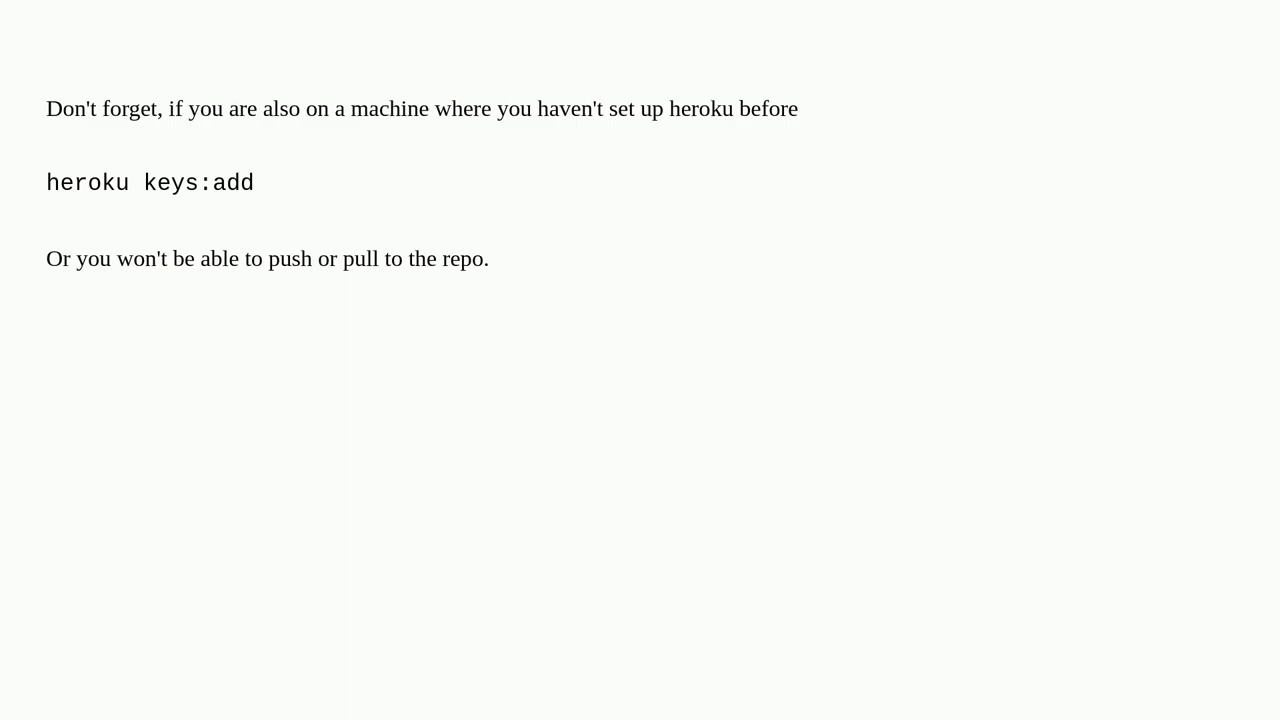 Don't forget, if you are also on a machine where you haven't set up heroku before
heroku keys:add
Or you won't be able to push or pull to the repo.